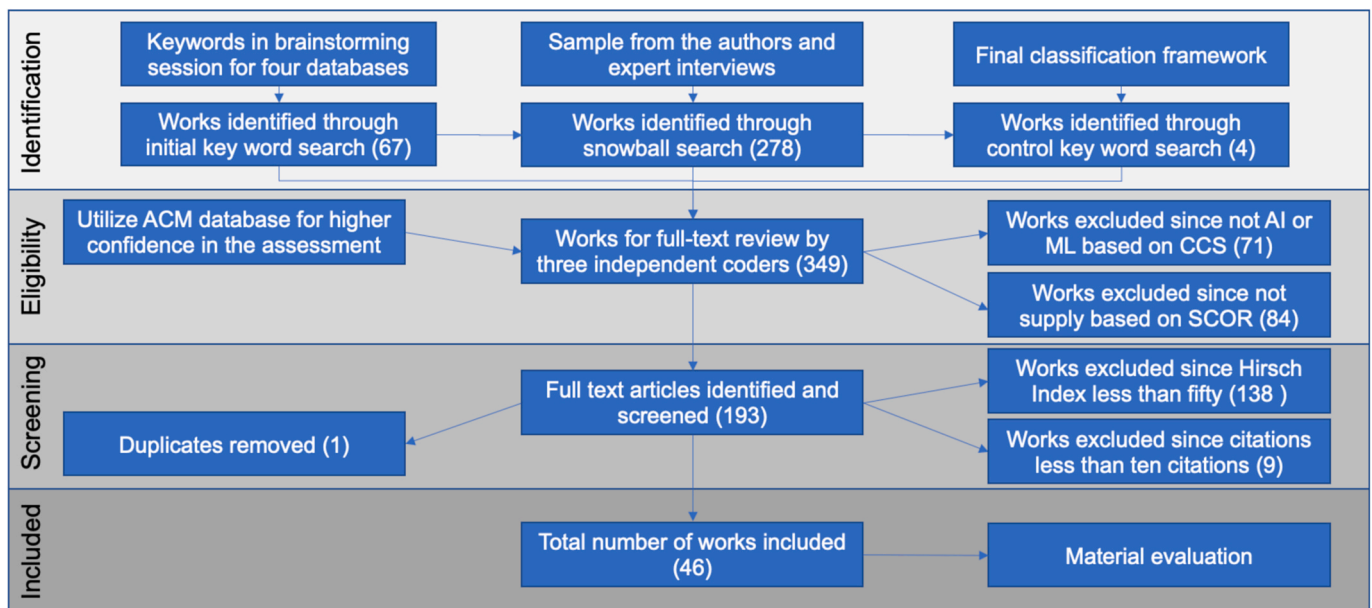 Identification
Keywords in brainstorming
session for four databases
Sample from the authors and
expert interviews
Final classification framework
Works identified through
initial key word search (67)
Works identified through
snowball search (278)
Works identified through
control key word search (4)
Eligibility
Utilize ACM database for higher
confidence in the assessment
Works for full-text review by
three independent coders (349)
Works excluded since not AI or
ML based on CCS (71)
Works excluded since not
supply based on SCOR (84)
Screening
Full text articles identified and
screened (193)
Duplicates removed (1)
Works excluded since Hirsch
Index less than fifty (138 )
Works excluded since citations
less than ten citations (9)
Included
Total number of works included
(46)
Material evaluation